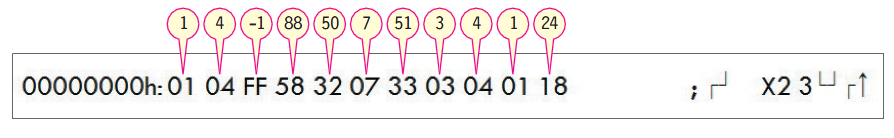 1 4 –1 88 50 7 51 3 4 1 24
00000000h: 01 04 FF 58 32 07 33 03 04 01 18 ; ┌┘ X2 3└┘┌↑